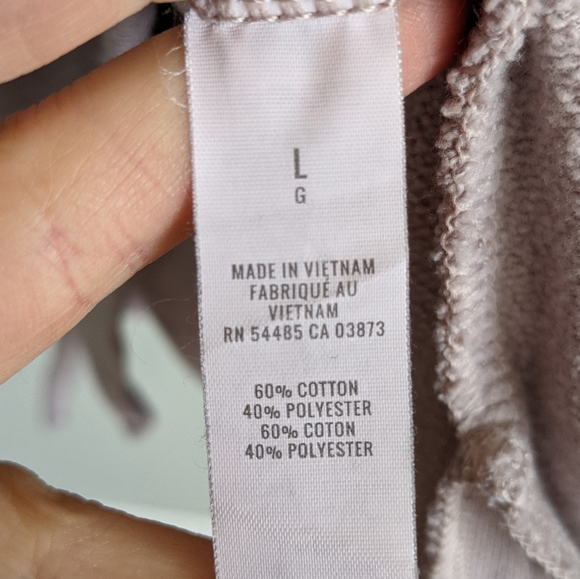 L
G
MADE IN VIETNAM
FABRIQUÉ AU
VIETNAM
RN 54485 CA 03873
60% COTTON
40% POLYESTER
60% COTON
40% POLYESTER